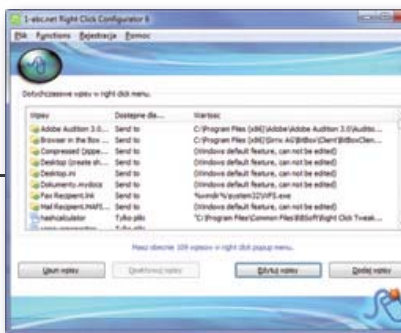 1-abc.net Right Click Configurator 6
Plik Functions Rejestracja Pomoc
Dotychczasowe wpisy w right click menu.
Wpisy Dostępne dla... Wartosc
Adobe Audition 3.0... Send to C:\Program Files (x86)\Adobe\Adobe Audition 3.0\Auditio...
Browser in the Box ... Send to C:\Program Files (x86)\Sirrix AG\BitBox\Client\BitBoxClien...
Compressed (zippe... Send to (Windows default feature, can not be edited)
Desktop (create sh... Send to (Windows default feature, can not be edited)
Desktop.ini Send to (Windows default feature, can not be edited)
Dokumenty.mydocs Send to (Windows default feature, can not be edited)
Fax Recipient.lnk Send to %windir%\system32\WFS.exe
Mail Recipient.MAPI... Send to (Windows default feature, can not be edited)
hashcalculator Tylko pliki "C:\Program Files\Common Files\BitSoft\Right Click Tweak...
Masz obecnie 109 wpisow w right click popup menu.
Usun wpisy Edytuj wpisy Dodaj wpisy